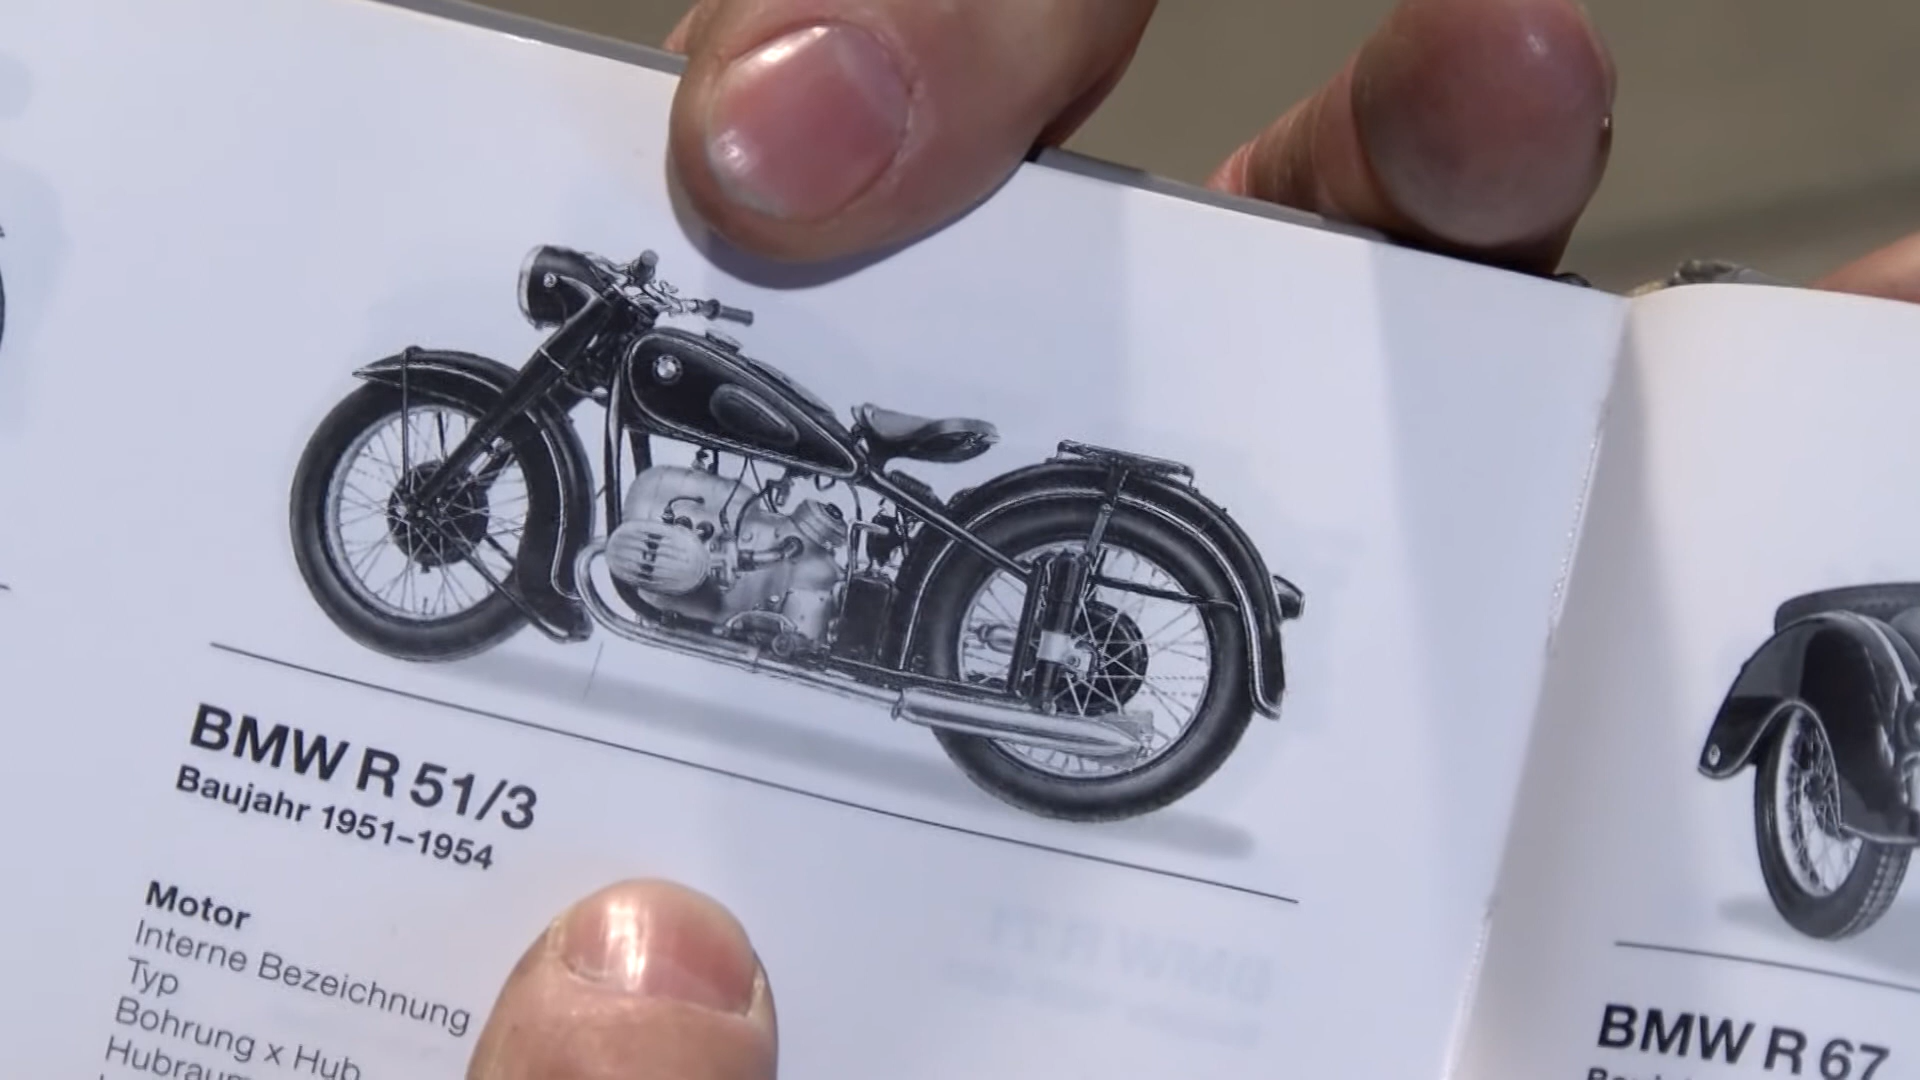 BMW R 51/3
Baujahr 1951–1954
Motor
Interne Bezeichnung
Typ
Bohrung x Hub
BMW R 67